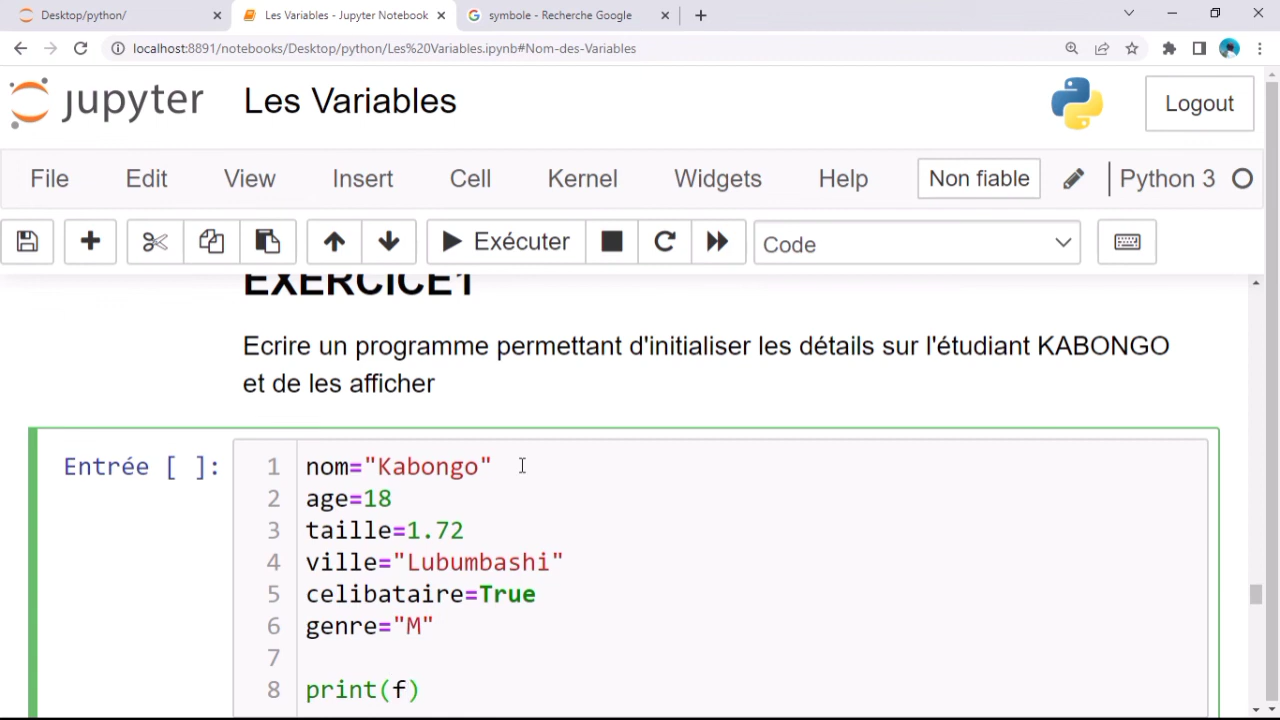 Desktop/python/
Les Variables - Jupyter Notebook
symbole - Recherche Google
localhost:8891/notebooks/Desktop/python/Les%20Variables.ipynb#Nom-des-Variables
jupyter
Les Variables
Logout
File Edit View Insert Cell Kernel Widgets Help Non fiable Python 3
Exécuter
Code
EXERCICE1
Ecrire un programme permettant d'initialiser les détails sur l'étudiant KABONGO
et de les afficher
Entrée [ ]:
1 nom="Kabongo"
2 age=18
3 taille=1.72
4 ville="Lubumbashi"
5 celibataire=True
6 genre="M"
7
8 print(f)